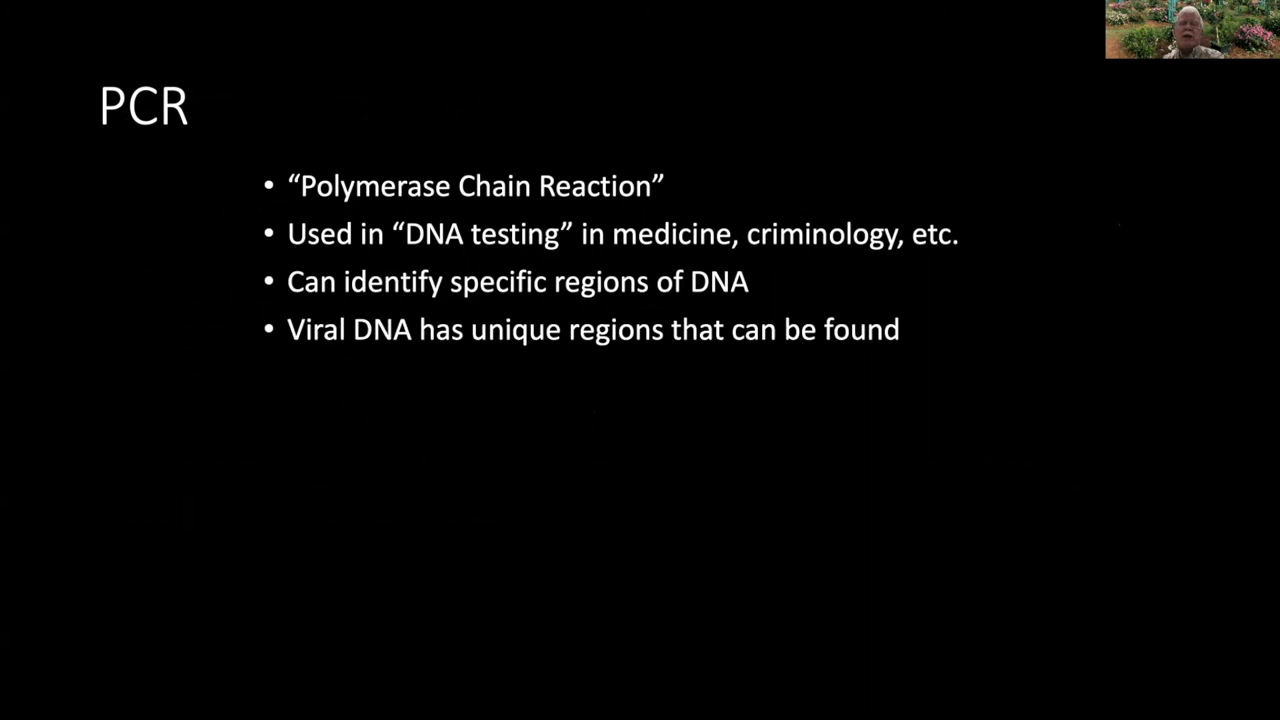 PCR
• “Polymerase Chain Reaction”
• Used in “DNA testing” in medicine, criminology, etc.
• Can identify specific regions of DNA
• Viral DNA has unique regions that can be found